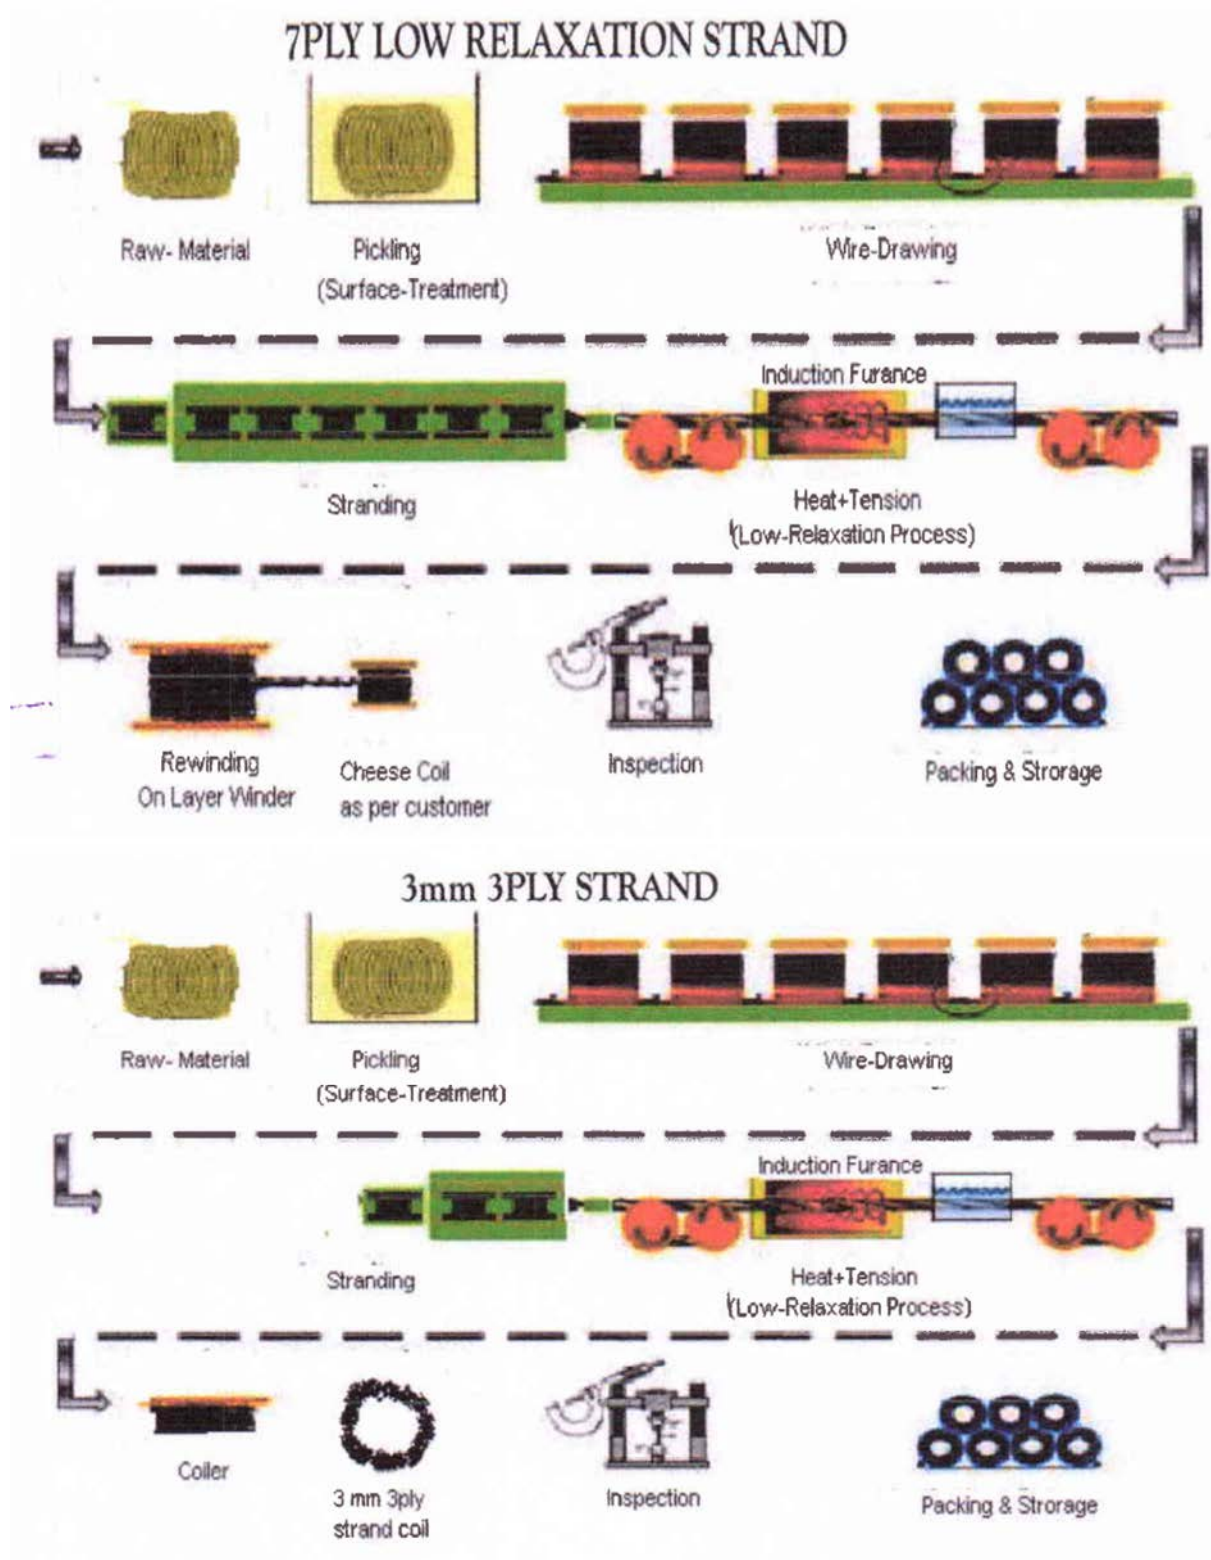 7PLY LOW RELAXATION STRAND
Raw- Material
Pickling
(Surface-Treatment)
Wire-Drawing
Induction Furance
Stranding
Heat+Tension
(Low-Relaxation Process)
Rewinding
On Layer Winder
Cheese Coil
as per customer
Inspection
Packing & Strorage
3mm 3PLY STRAND
Raw- Material
Pickling
(Surface-Treatment)
Wire-Drawing
Induction Furance
Stranding
Heat+Tension
(Low-Relaxation Process)
Coiler
3 mm 3ply
strand coil
Inspection
Packing & Strorage